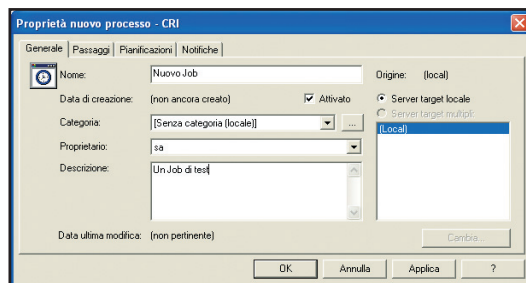 Proprietà nuovo processo - CRI
Generale Passaggi Pianificazioni Notifiche
Nome: Nuovo Job Origine: (local)
Data di creazione: (non ancora creato) Attivato Server target locale
Categoria: [Senza categoria (locale)] ... Server target multipli:
(Local)
Proprietario: sa
Descrizione: Un Job di test
Data ultima modifica: (non pertinente) Cambia...
OK Annulla Applica ?